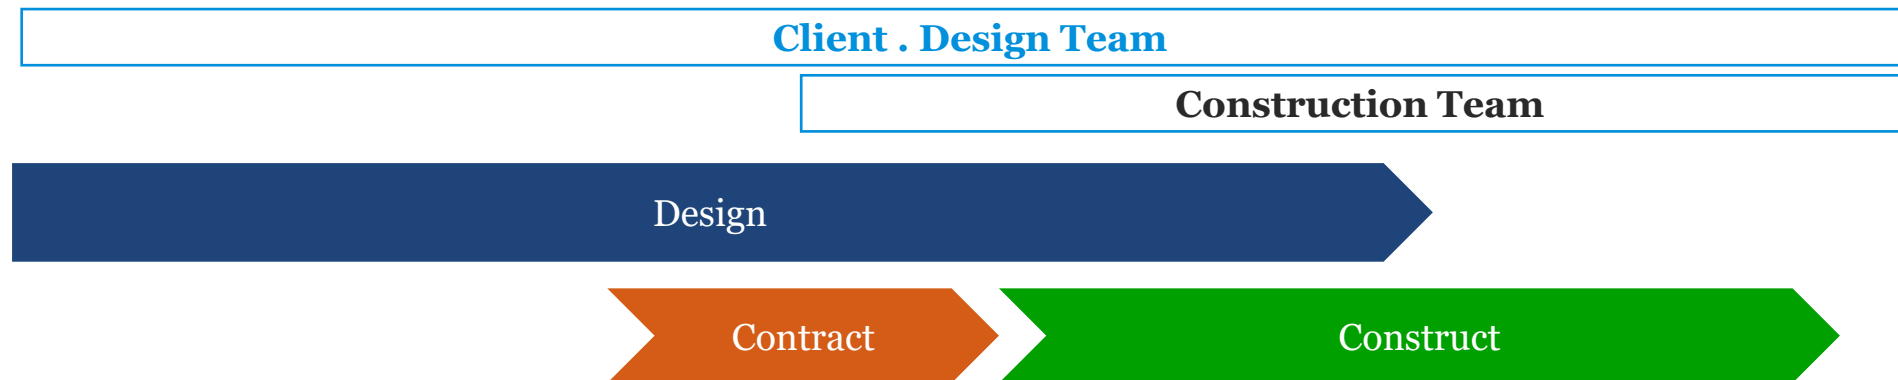 Client . Design Team
Construction Team
Design
Contract
Construct